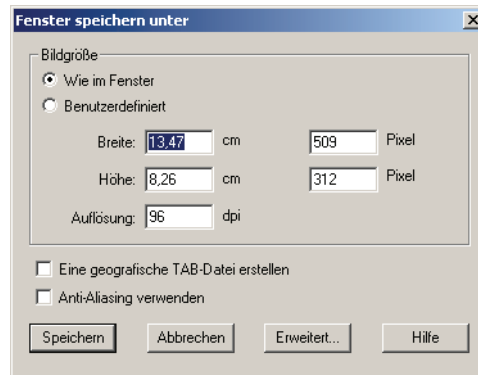 Fenster speichern unter
Bildgröße
Wie im Fenster
Benutzerdefiniert
Breite: 13,47 cm 509 Pixel
Höhe: 8,26 cm 312 Pixel
Auflösung: 96 dpi
Eine geografische TAB-Datei erstellen
Anti-Aliasing verwenden
Speichern Abbrechen Erweitert... Hilfe